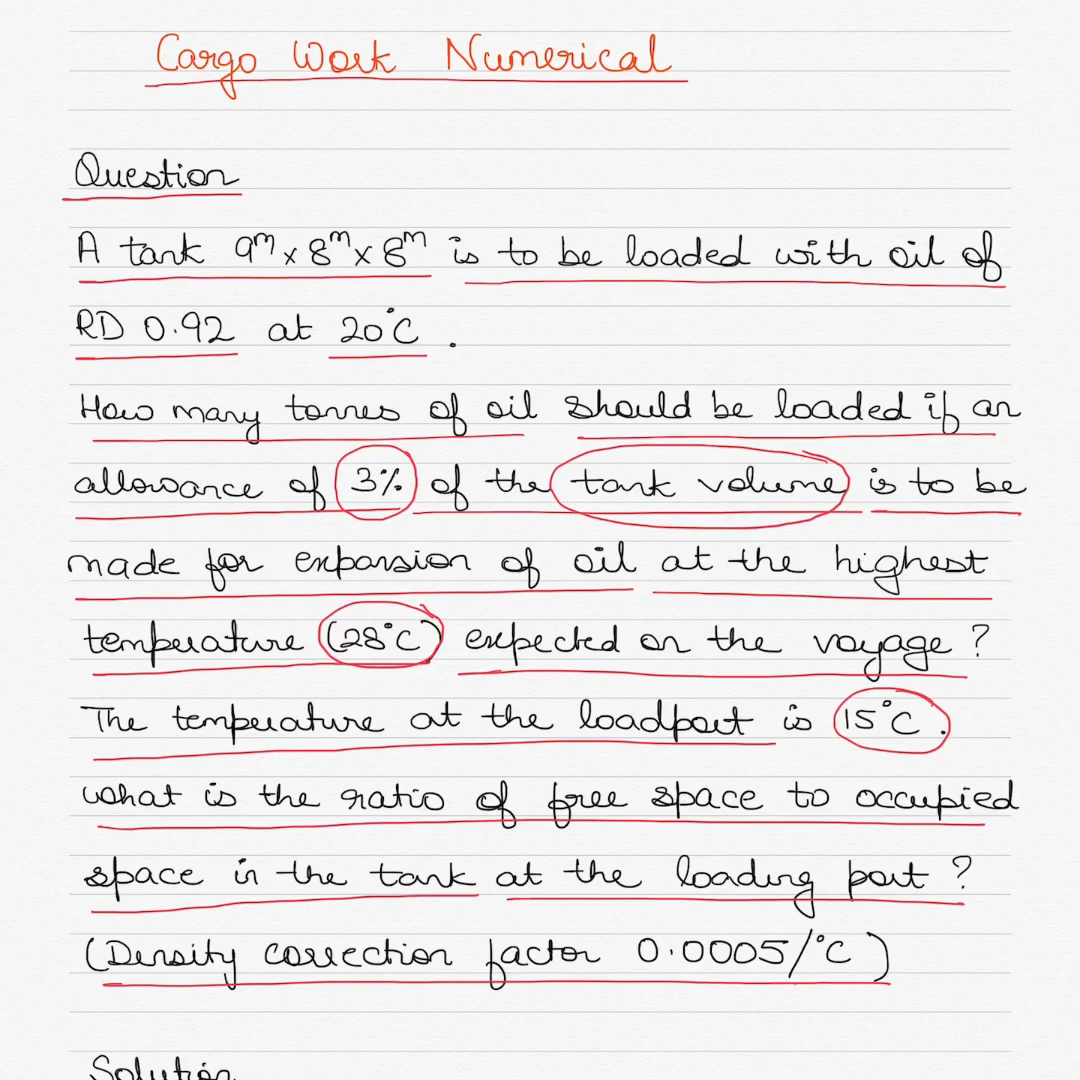 Cargo Work Numerical
Question
A tank 9m x 8m x 8m is to be loaded with oil of
RD 0.92 at 20°C .
How many tonnes of oil should be loaded if an
allowance of 3% of the tank volume is to be
made for expansion of oil at the highest
temperature (28°C) expected on the voyage ?
The temperature at the loadport is 15°C .
what is the ratio of free space to occupied
space in the tank at the loading port ?
(Density correction factor 0.0005/°C )
Solution